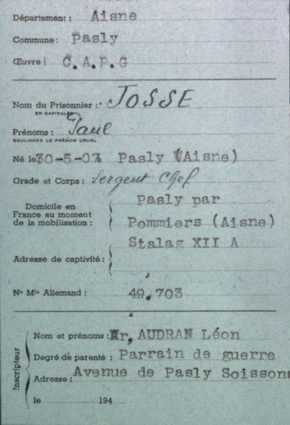 Département : Aisne
Commune : Pasly
Œuvre : C.A.P.G
Nom du Prisonnier : JOSSE
EN CAPITALES
Prénoms : Paul
SOULIGNER LE PRÉNOM USUEL
Né le 30-5-07 Pasly (Aisne)
Grade et Corps : Sergent Chef
Domicile en
France au moment
de la mobilisation :
Pasly par
Pommiers (Aisne)
Stalag XII A
Adresse de captivité :
No Mle Allemand : 49.703
Inscripteur
Nom et prénoms : Mr, AUDRAN Léon
Degré de parenté : Parrain de guerre
Adresse : Avenue de Pasly Soissons
le 194